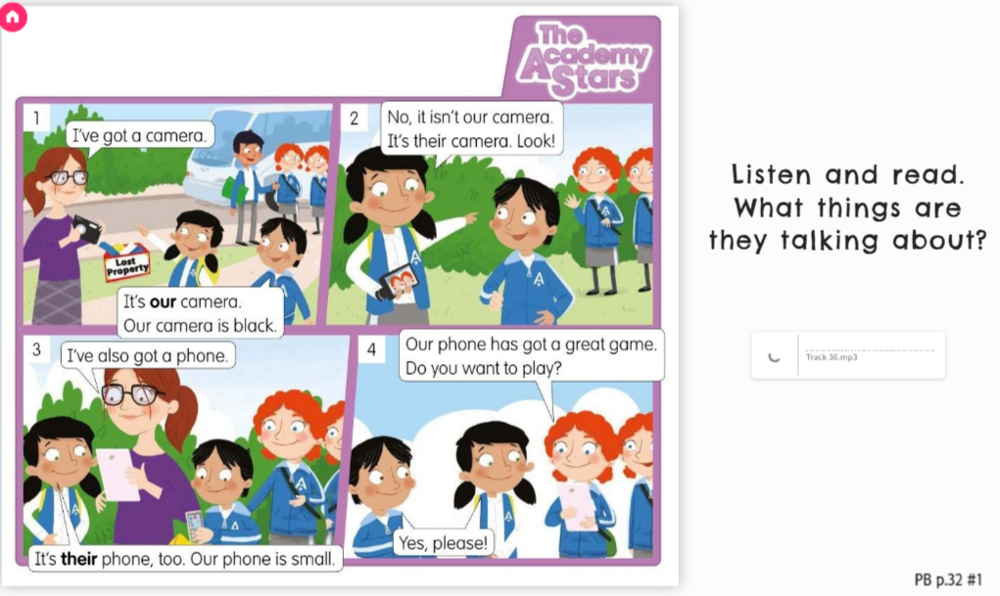 The
Academy
Stars
1
I've got a camera.
Lost
Property
It's our camera.
Our camera is black.
2
No, it isn't our camera.
It's their camera. Look!
A
A
A
3
I've also got a phone.
It's their phone, too. Our phone is small.
A
A
4
Our phone has got a great game.
Do you want to play?
Yes, please!
A
A
Listen and read.
What things are
they talking about?
Track 36.mp3
PB p.32 #1